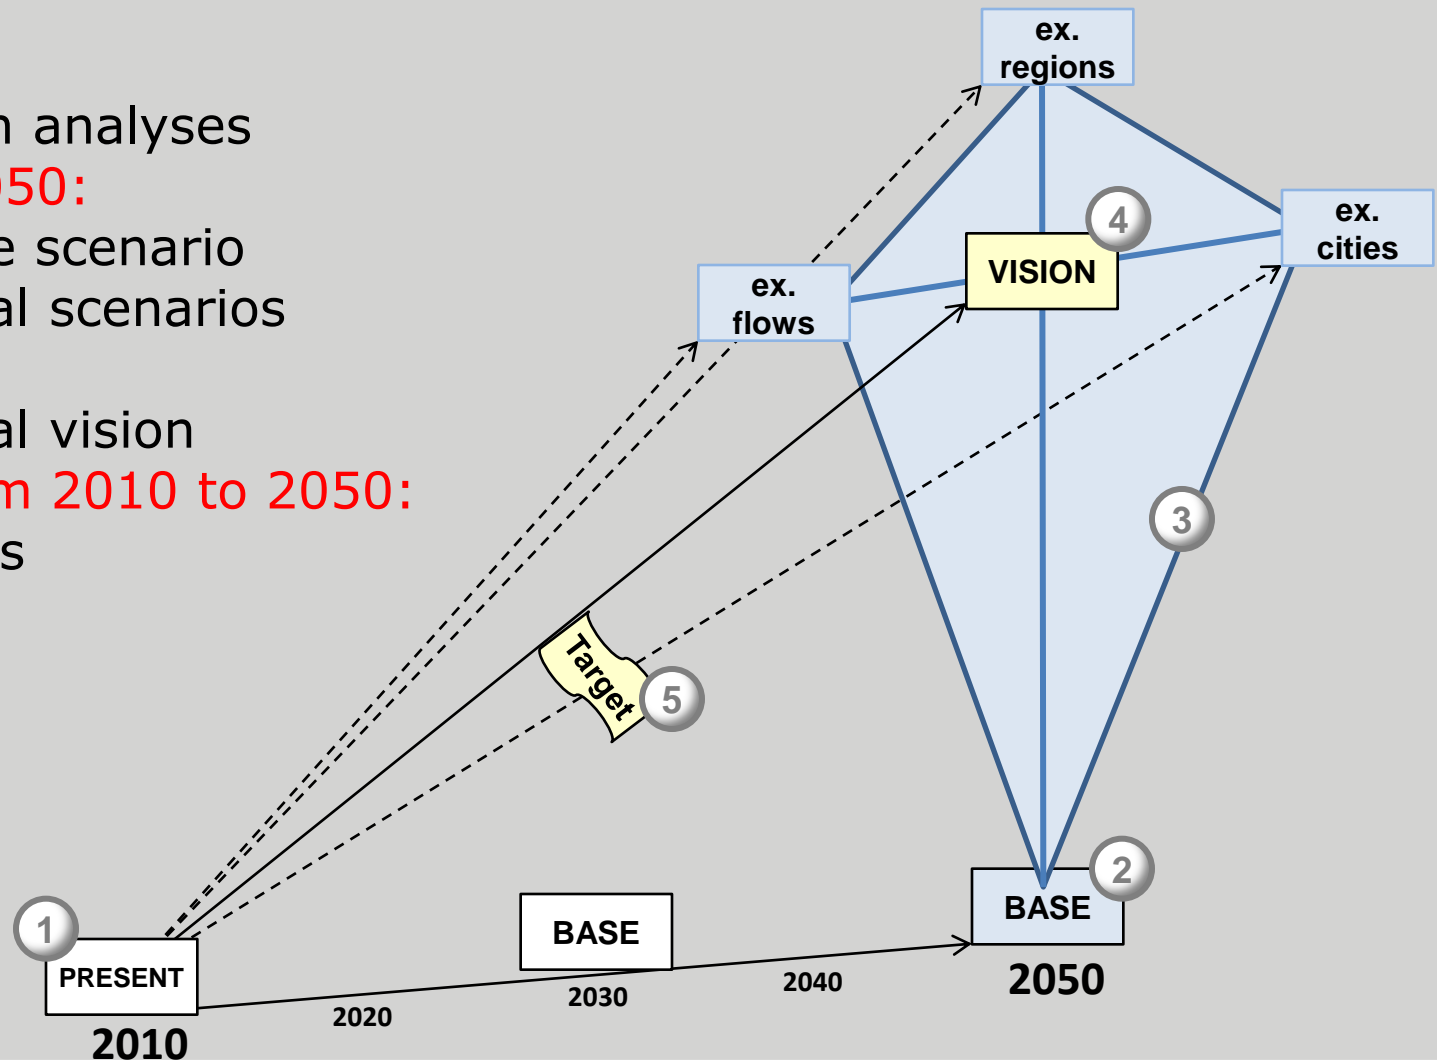 n analyses
050:
e scenario
al scenarios
al vision
m 2010 to 2050:
s
ex.
regions
ex.
cities
ex.
flows
4
VISION
3
Target
5
2
BASE
2050
1
PRESENT
2010
BASE
2020
2030
2040